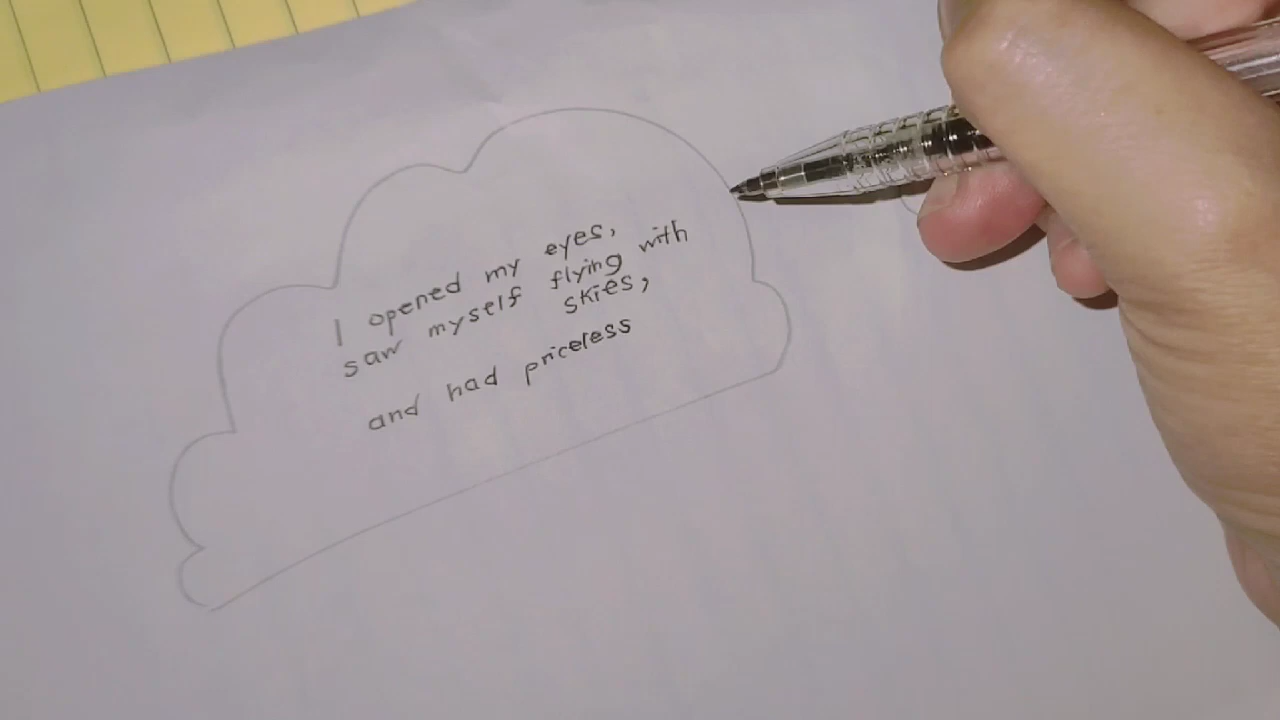 I opened my eyes,
saw myself flying with
skies,
and had priceless